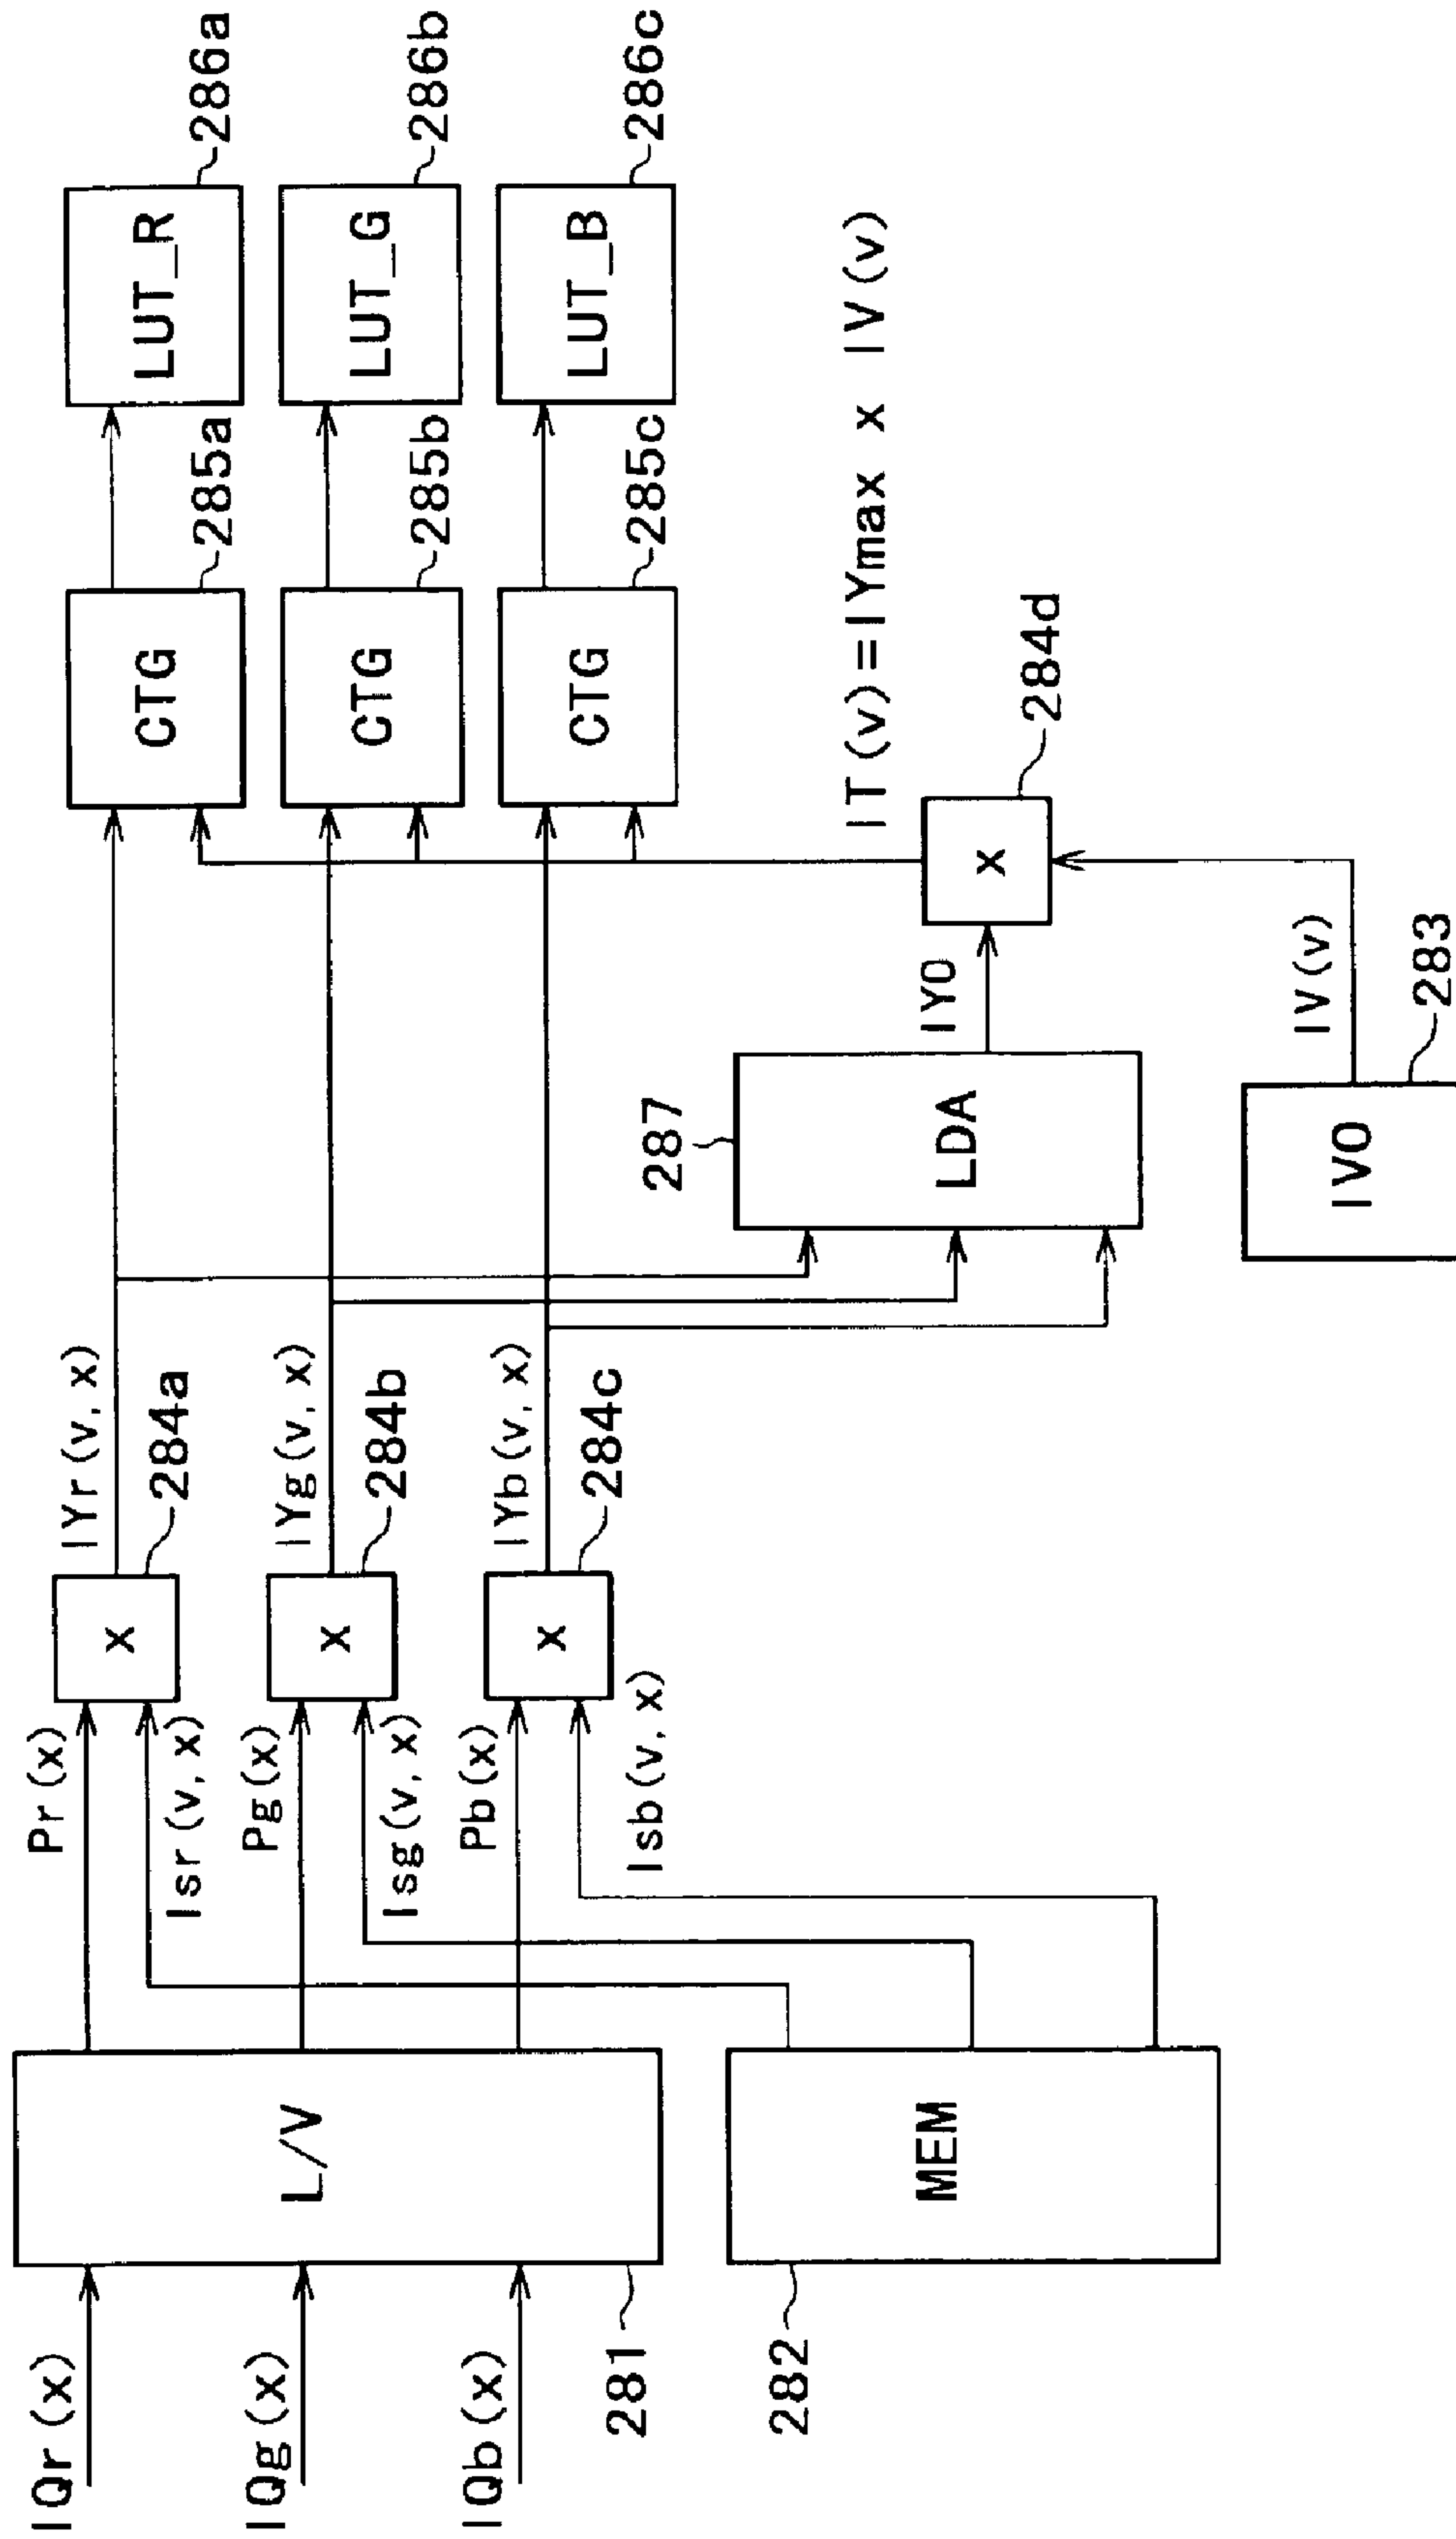 IQr(x)
IQg(x)
IQb(x)
L/V
281
MEM
282
Pr(x)
Isr(v, x)
Pg(x)
Isg(v, x)
Pb(x)
Isb(v, x)
x
284a
x
284b
x
284c
IYr(v, x)
IYg(v, x)
IYb(v, x)
287
LDA
IY0
IV0
283
IV(v)
x
284d
IT(v)=IYmax x IV(v)
CTG
285a
CTG
285b
CTG
285c
LUT_R
286a
LUT_G
286b
LUT_B
286c